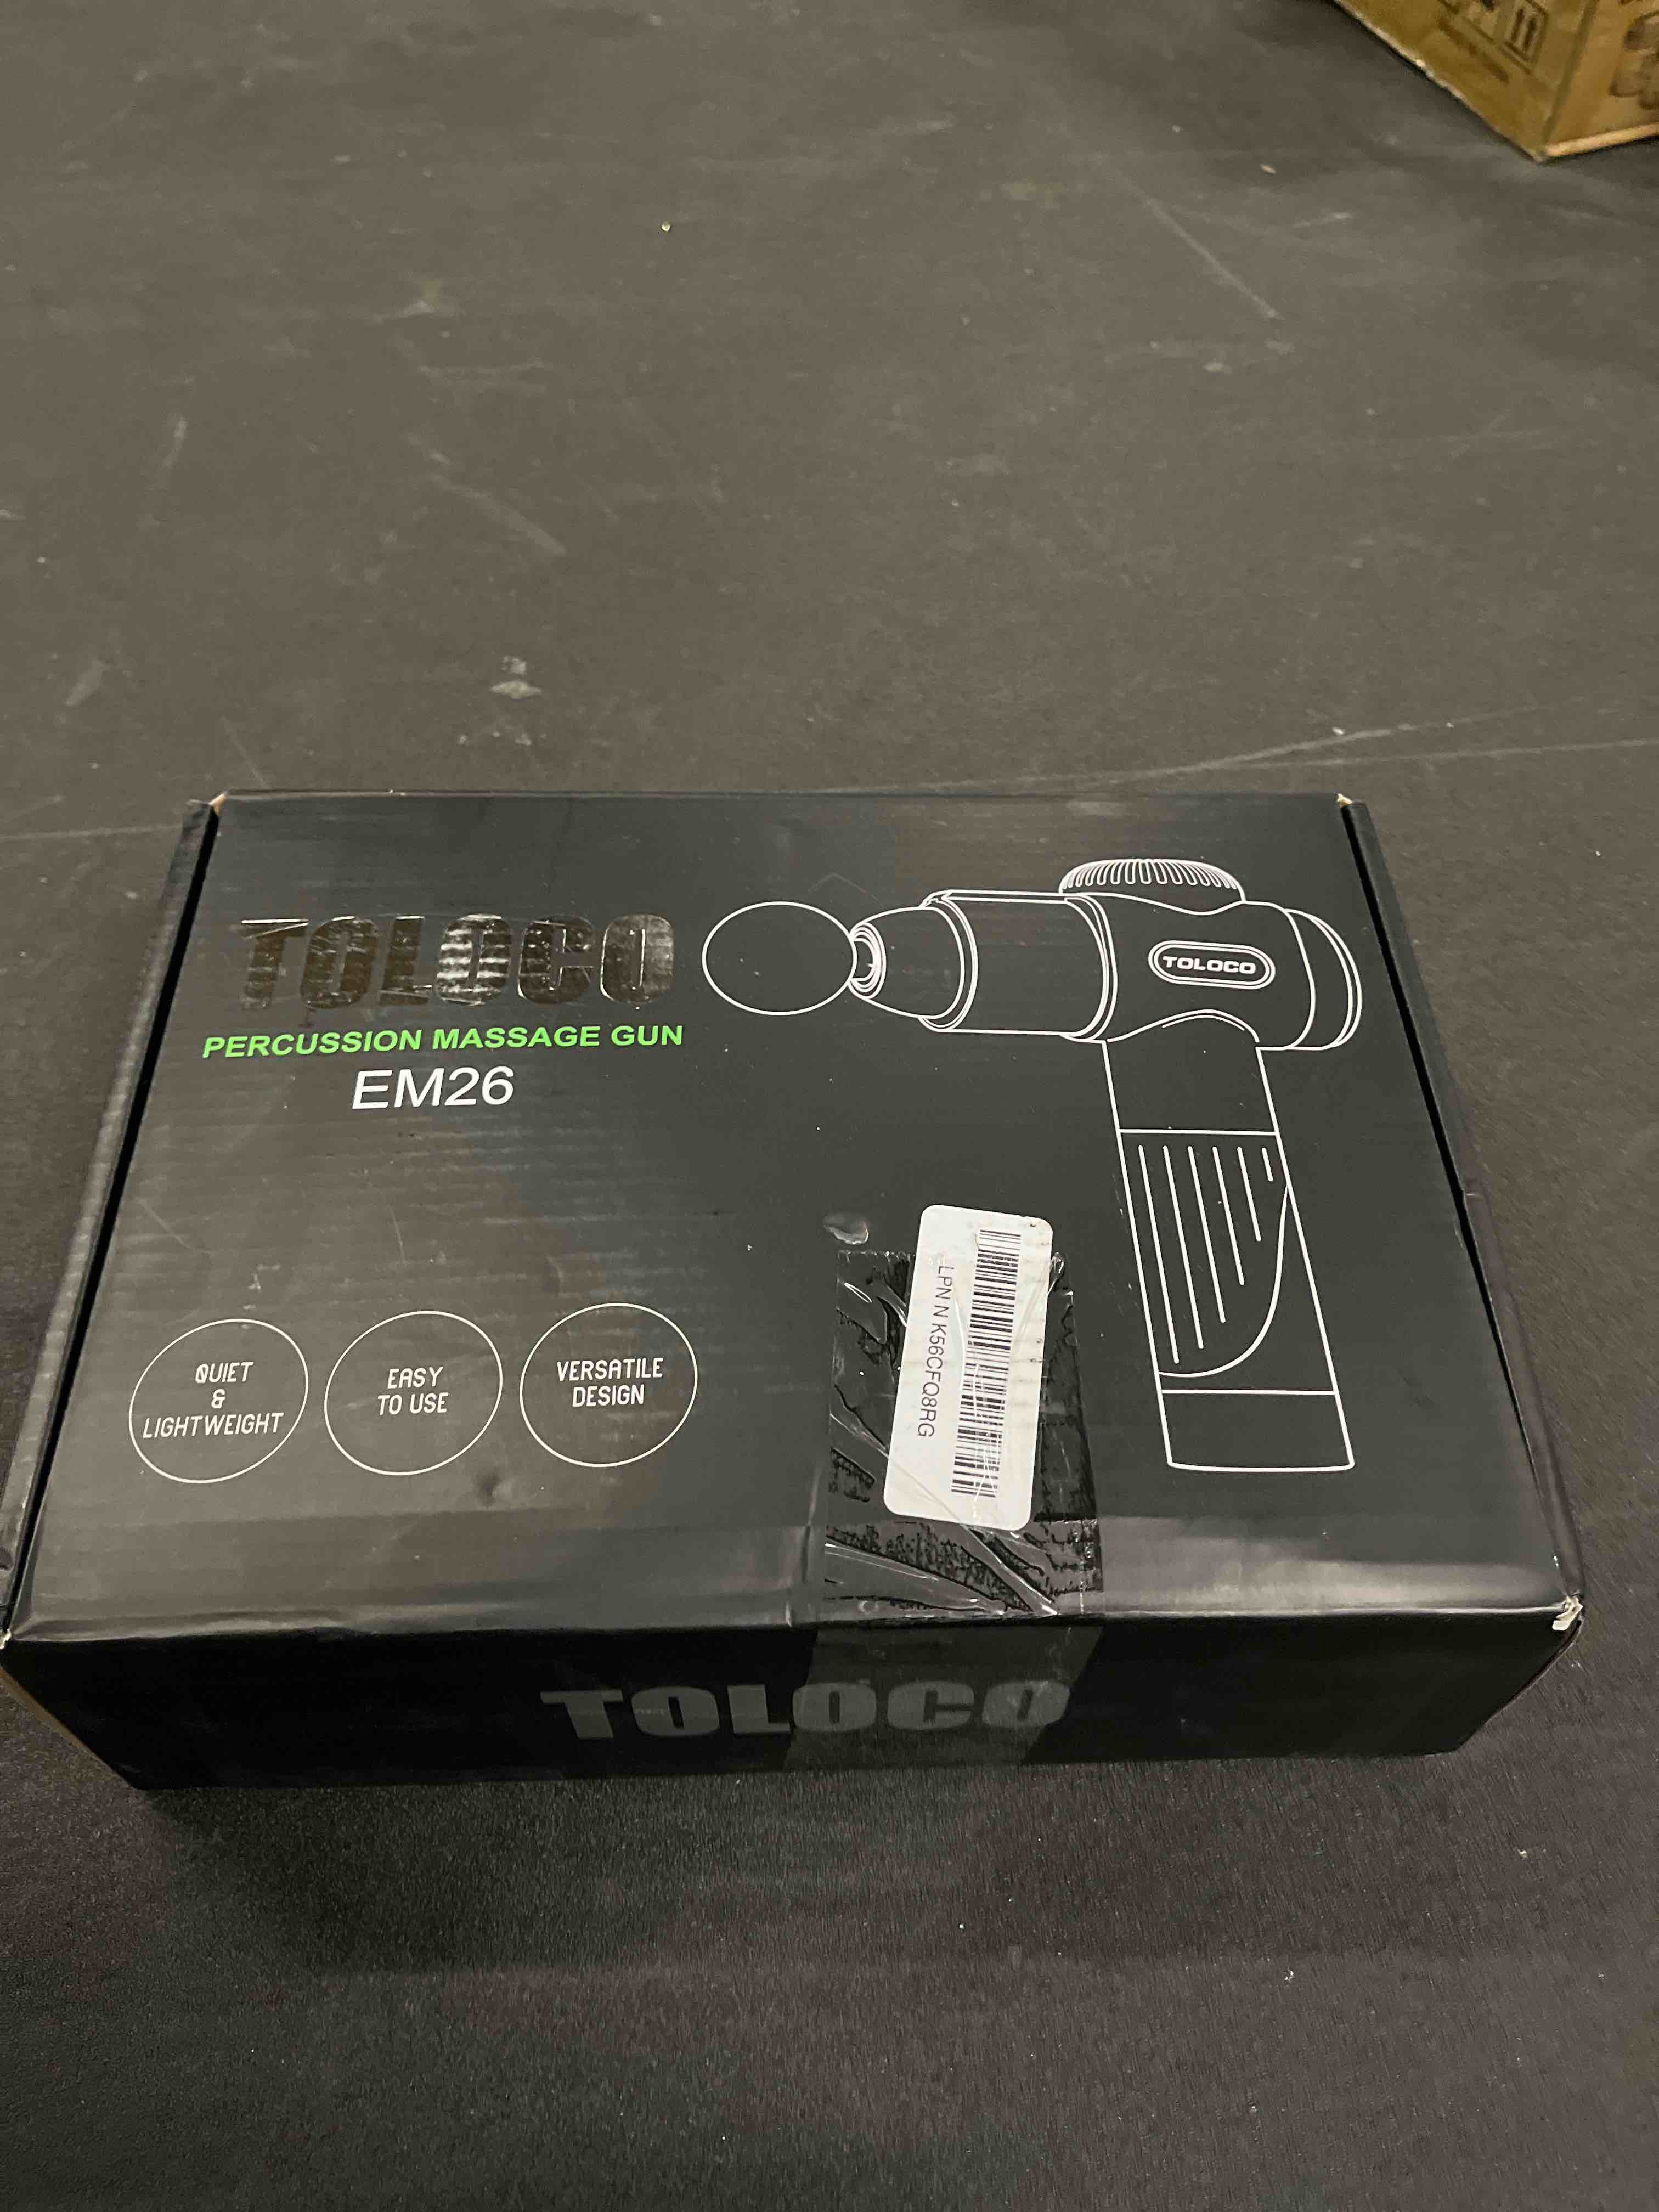 TOLOCO
PERCUSSION MASSAGE GUN
EM26
TOLOCO
QUIET
&
LIGHTWEIGHT
EASY
TO USE
VERSATILE
DESIGN
LPN N K56CFQ8RG
TOLOCO